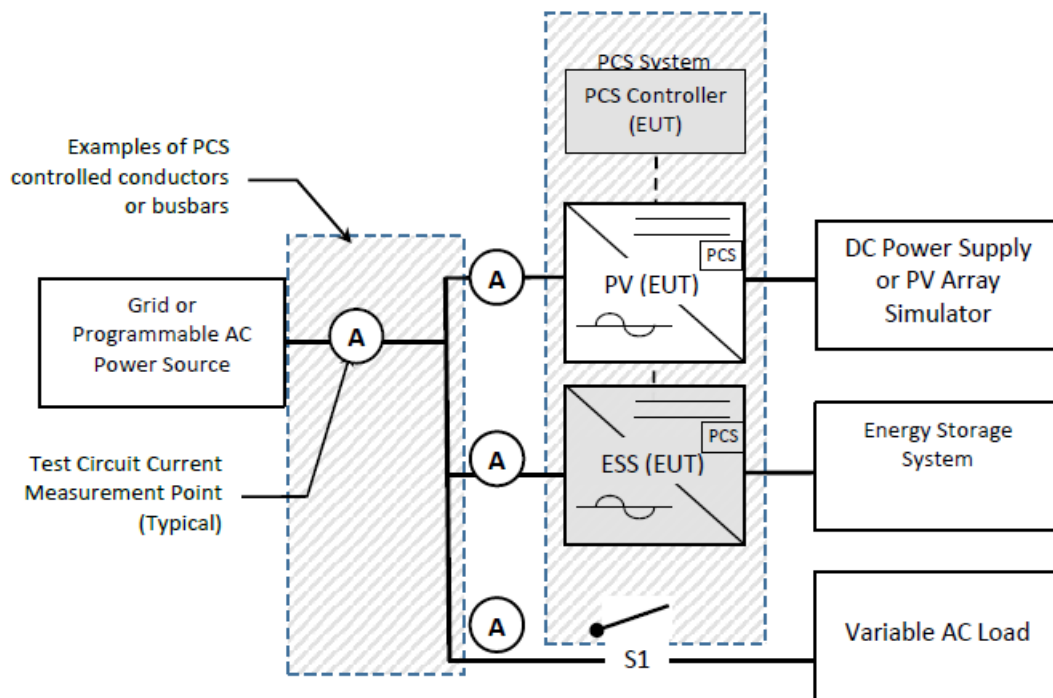 PCS System
PCS Controller
(EUT)
Examples of PCS
controlled conductors
or busbars
Grid or
Programmable AC
Power Source
A
A
PCS
PV (EUT)
DC Power Supply
or PV Array
Simulator
Test Circuit Current
Measurement Point
(Typical)
A
PCS
ESS (EUT)
Energy Storage
System
A
S1
Variable AC Load